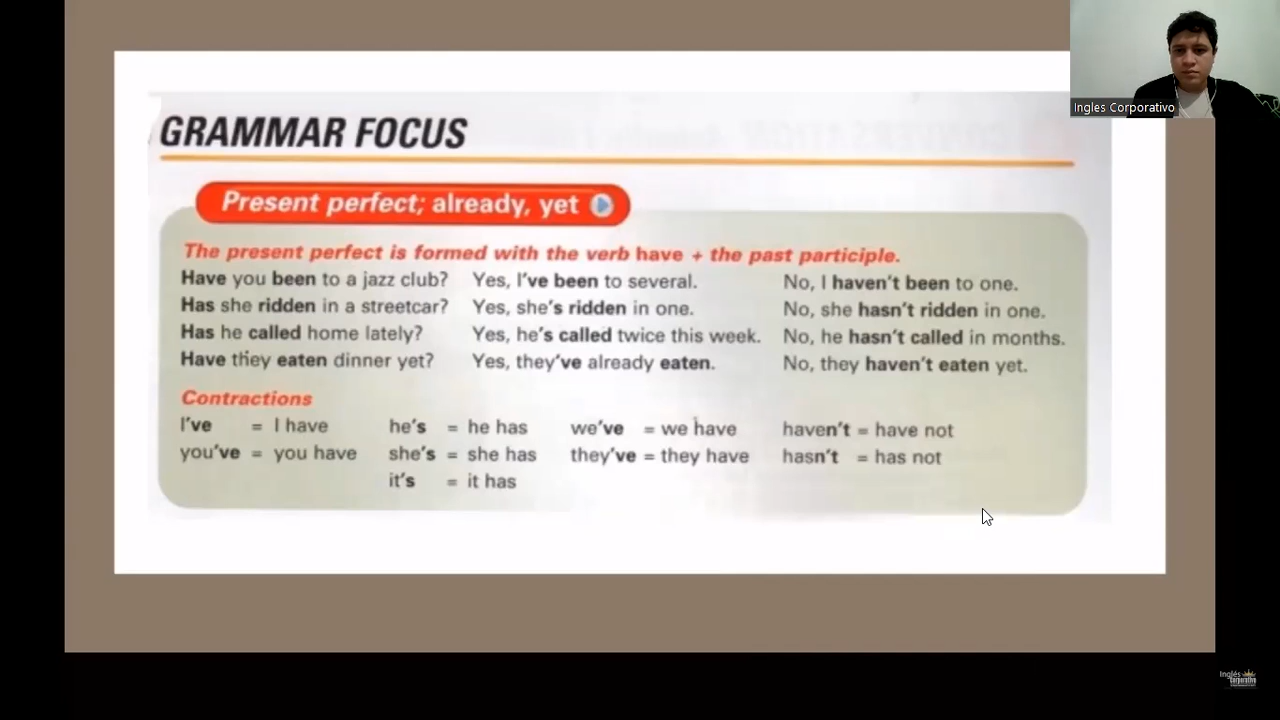 Ingles Corporativo
GRAMMAR FOCUS
Present perfect; already, yet
The present perfect is formed with the verb have + the past participle.
Have you been to a jazz club? Yes, I've been to several. No, I haven't been to one.
Has she ridden in a streetcar? Yes, she's ridden in one. No, she hasn't ridden in one.
Has he called home lately? Yes, he's called twice this week. No, he hasn't called in months.
Have they eaten dinner yet? Yes, they've already eaten. No, they haven't eaten yet.
Contractions
I've = I have he's = he has we've = we have haven't = have not
you've = you have she's = she has they've = they have hasn't = has not
it's = it has
Inglés
Corporativo